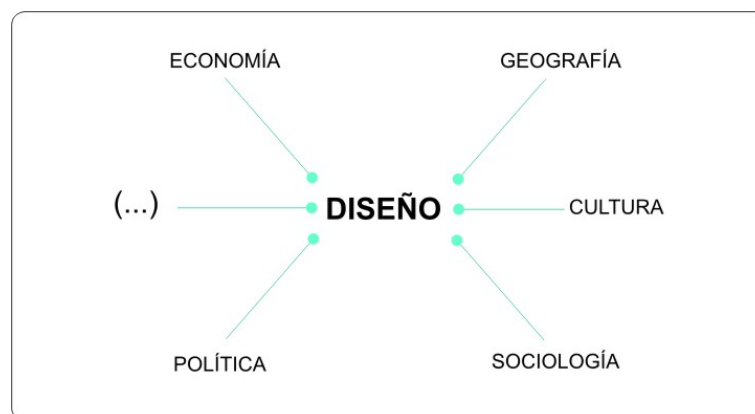 ECONOMÍA
GEOGRAFÍA
(...)
DISEÑO
CULTURA
POLÍTICA
SOCIOLOGÍA